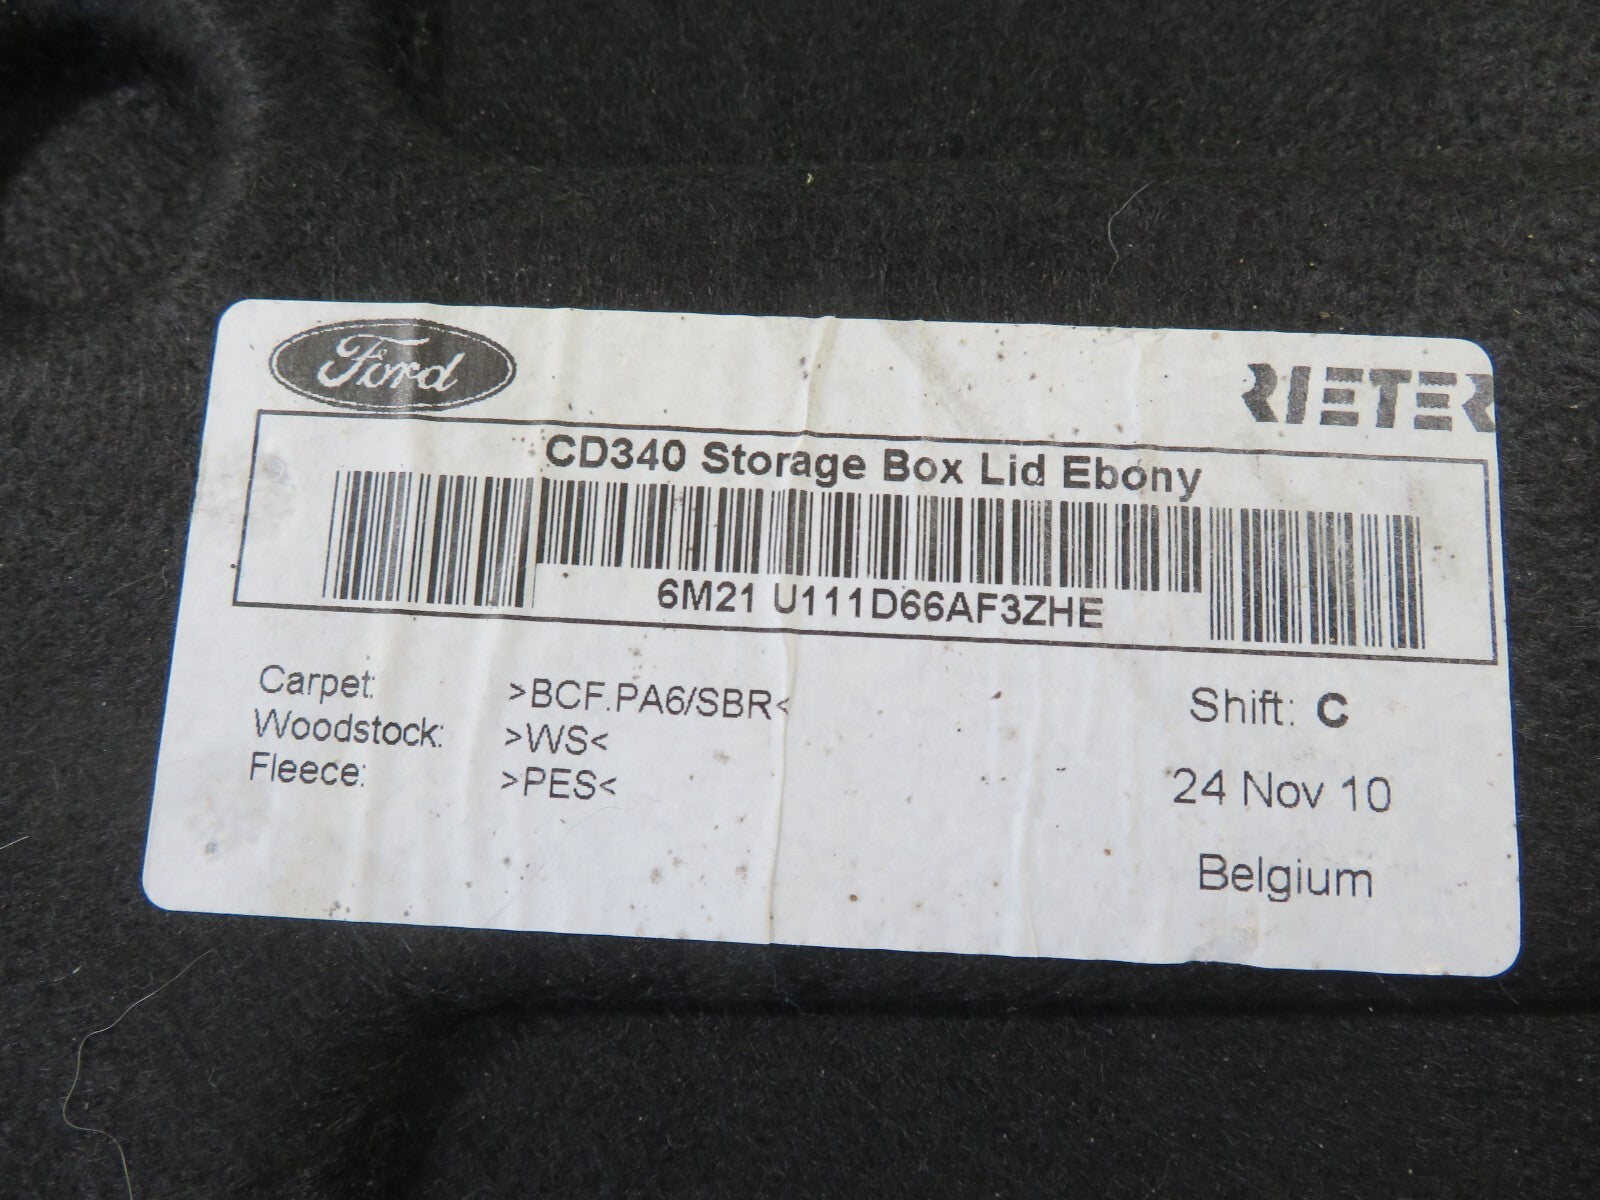 Ford
RIETER
CD340 Storage Box Lid Ebony
6M21 U111D66AF3ZHE
Carpet: >BCF.PA6/SBR<
Woodstock: >WS<
Fleece: >PES<
Shift: C
24 Nov 10
Belgium